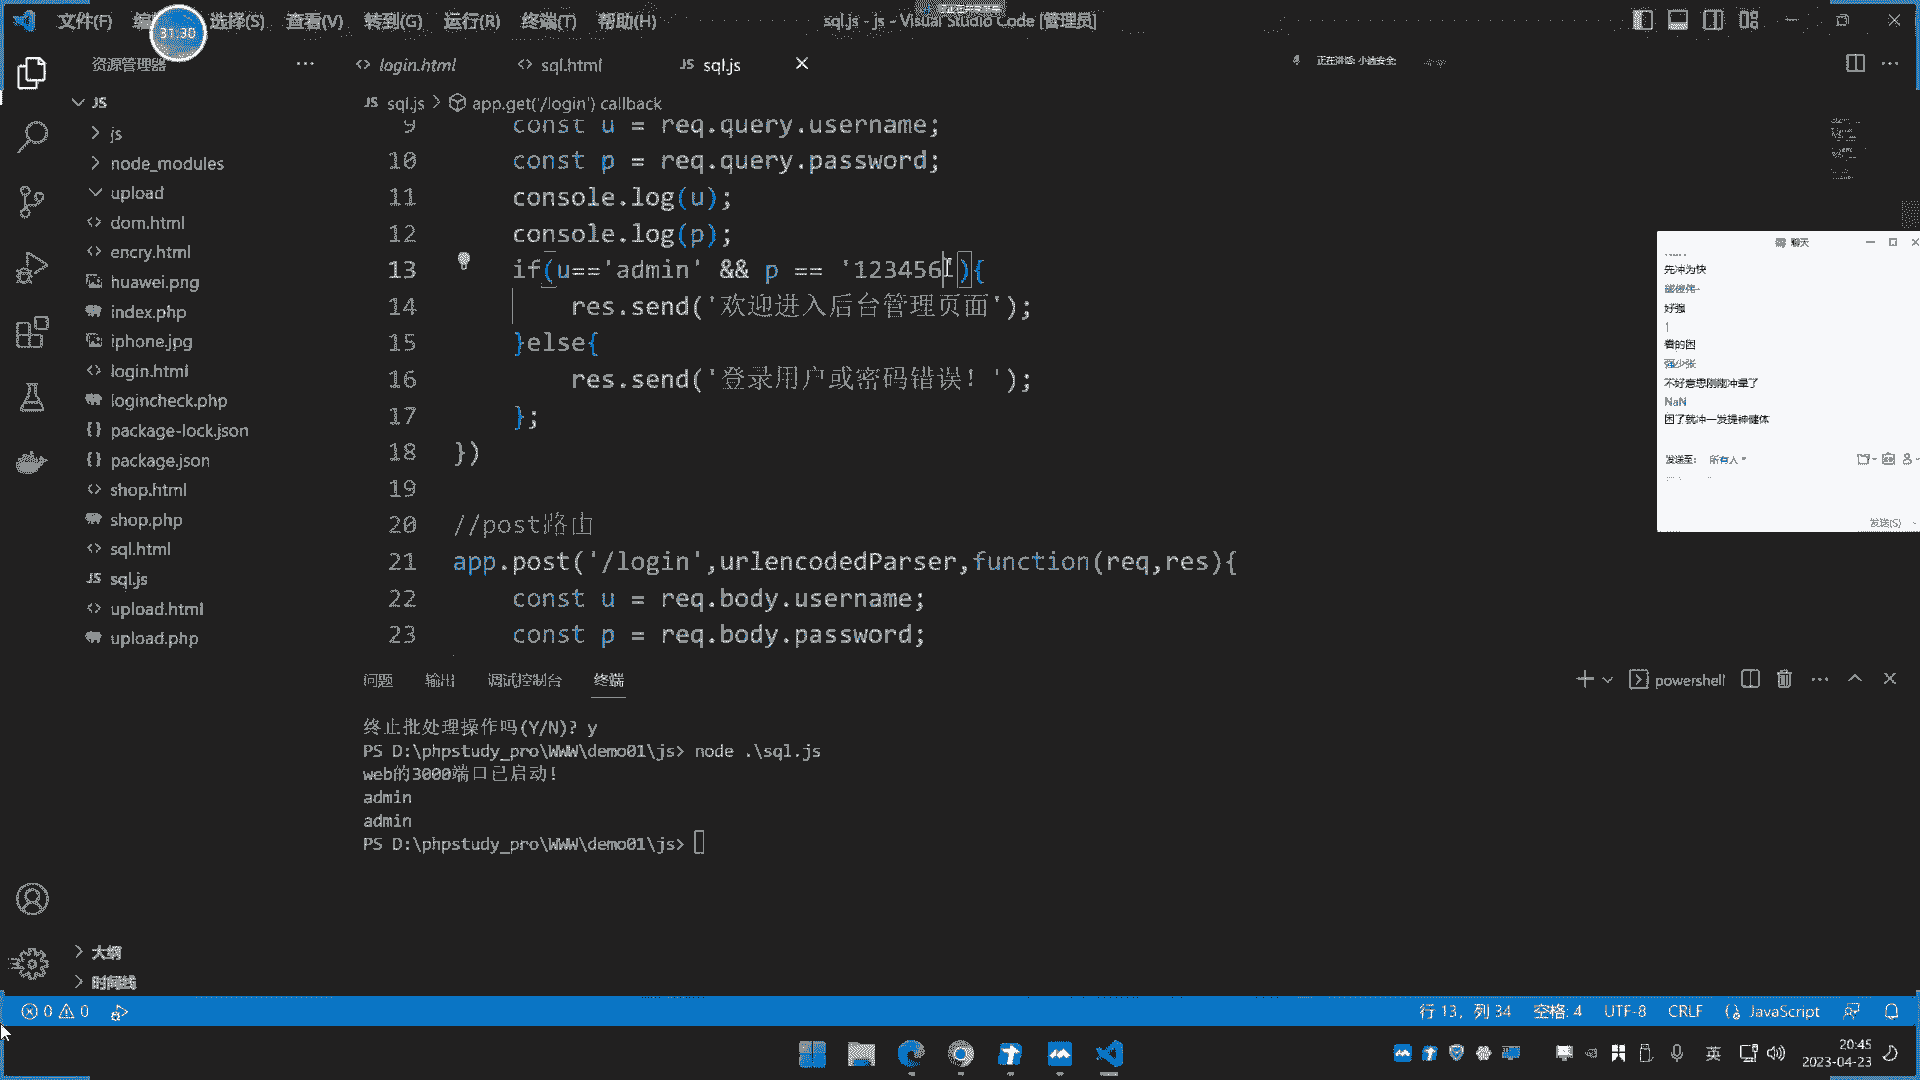 文件(F) 选择(S) 查看(V) 转到(G) 运行(R) 终端(T) 帮助(H)
sql.js - js - Visual Studio Code [管理员]
31:30
资源管理器
login.html
sql.html
JS sql.js
正在讲话: 小迪安全;
JS sql.js > app.get('/login') callback
JS
js
node_modules
upload
dom.html
encry.html
huawei.png
index.php
iphone.jpg
login.html
logincheck.php
package-lock.json
package.json
shop.html
shop.php
sql.html
JS sql.js
upload.html
upload.php
大纲
时间线
9 const u = req.query.username;
10 const p = req.query.password;
11 console.log(u);
12 console.log(p);
13 if(u=='admin' && p == '123456'){
14 res.send('欢迎进入后台管理页面');
15 }else{
16 res.send('登录用户或密码错误! ');
17 };
18 })
19
20 //post路由
21 app.post('/login',urlencodedParser,function(req,res){
22 const u = req.body.username;
23 const p = req.body.password;
聊天
先冲为快
好强
1
看的困
强少张
不好意思刚刚冲晕了
NaN
困了就冲一发提神健体
发送至: 所有人
发送(S)
问题 输出 调试控制台 终端
powershell
终止批处理操作吗(Y/N)? y
PS D:\phpstudy_pro\WWW\demo01\js> node .\sql.js
web的3000端口已启动!
admin
admin
PS D:\phpstudy_pro\WWW\demo01\js>
0 0
行 13, 列 34 空格: 4 UTF-8 CRLF JavaScript
英
20:45
2023-04-23